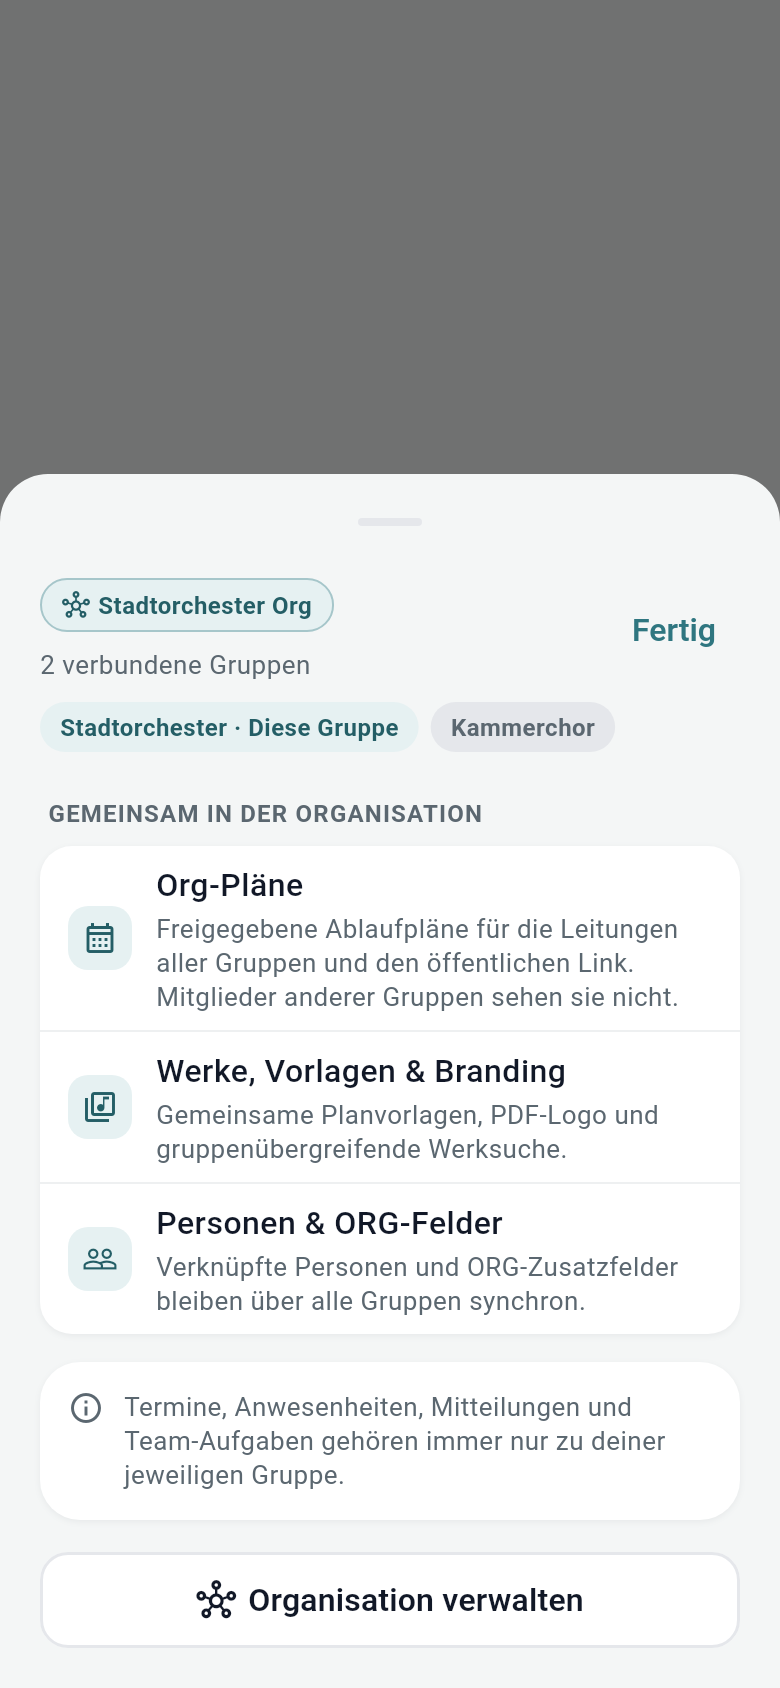 Stadtorchester Org
2 verbundene Gruppen
Fertig
Stadtorchester · Diese Gruppe
Kammerchor
GEMEINSAM IN DER ORGANISATION
Org-Pläne
Freigegebene Ablaufpläne für die Leitungen
aller Gruppen und den öffentlichen Link.
Mitglieder anderer Gruppen sehen sie nicht.
Werke, Vorlagen & Branding
Gemeinsame Planvorlagen, PDF-Logo und
gruppenübergreifende Werksuche.
Personen & ORG-Felder
Verknüpfte Personen und ORG-Zusatzfelder
bleiben über alle Gruppen synchron.
Termine, Anwesenheiten, Mitteilungen und
Team-Aufgaben gehören immer nur zu deiner
jeweiligen Gruppe.
Organisation verwalten